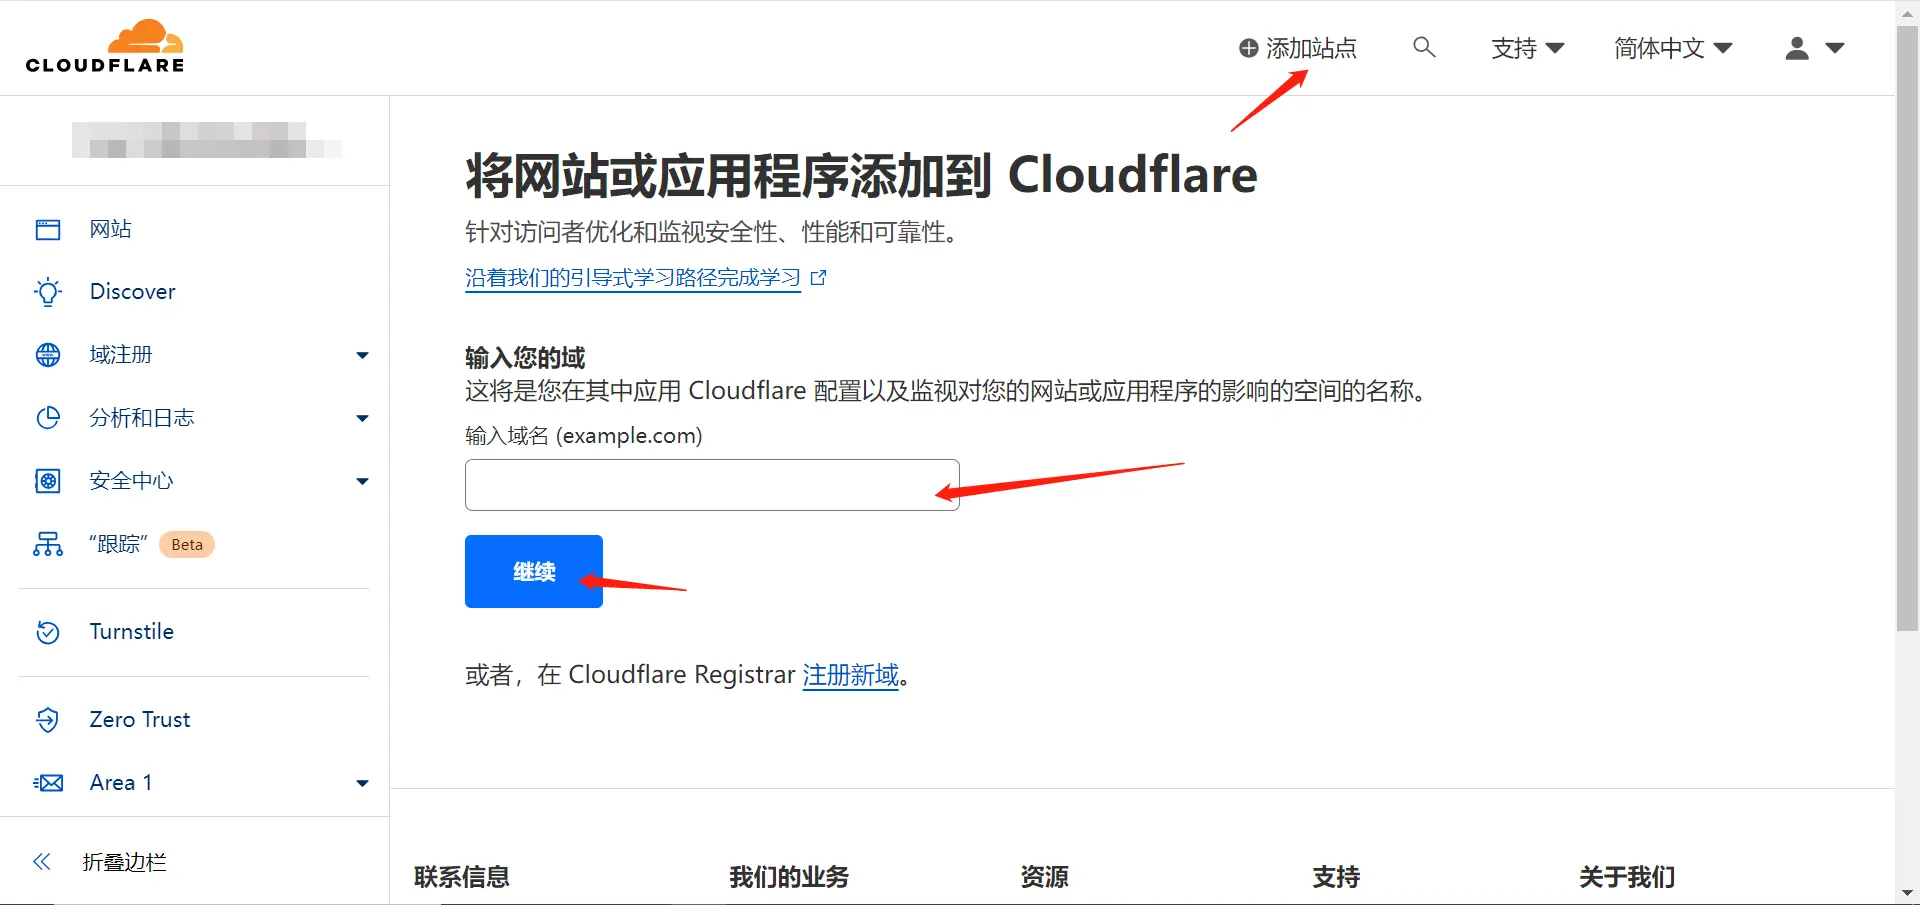 CLOUDFLARE
添加站点
支持
简体中文
网站
Discover
域注册
分析和日志
安全中心
“跟踪” Beta
Turnstile
Zero Trust
Area 1
折叠边栏
将网站或应用程序添加到 Cloudflare
针对访问者优化和监视安全性、性能和可靠性。
沿着我们的引导式学习路径完成学习
输入您的域
这将是您在其中应用 Cloudflare 配置以及监视对您的网站或应用程序的影响的空间的名称。
输入域名 (example.com)
继续
或者，在 Cloudflare Registrar 注册新域。
联系信息
我们的业务
资源
支持
关于我们